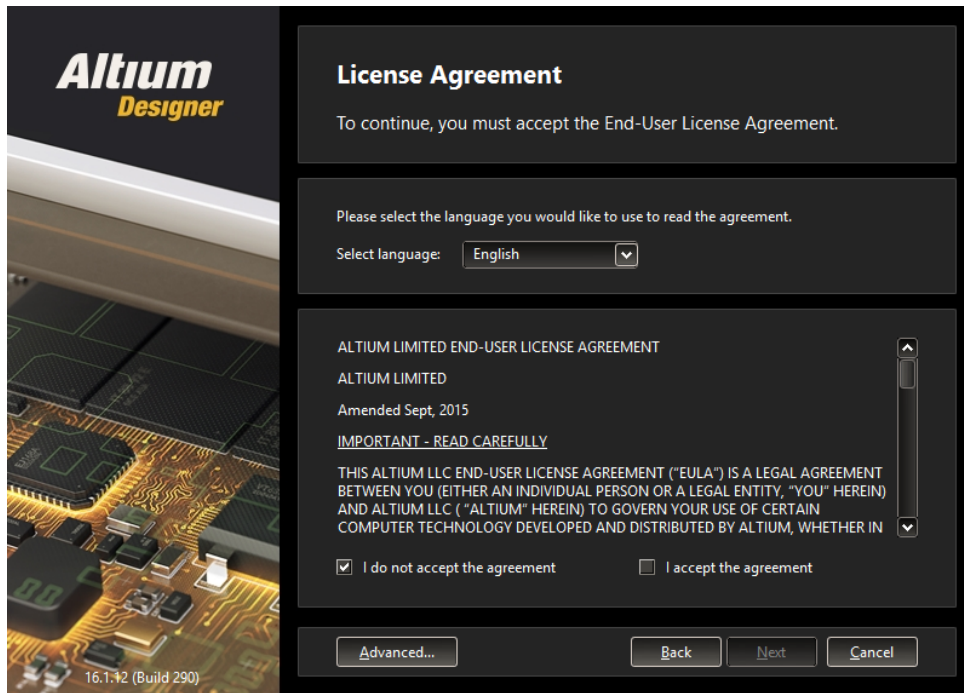 Altıum
Designer
License Agreement
To continue, you must accept the End-User License Agreement.
Please select the language you would like to use to read the agreement.
Select language: English
ALTIUM LIMITED END-USER LICENSE AGREEMENT
ALTIUM LIMITED
Amended Sept, 2015
IMPORTANT - READ CAREFULLY
THIS ALTIUM LLC END-USER LICENSE AGREEMENT (“EULA”) IS A LEGAL AGREEMENT
BETWEEN YOU (EITHER AN INDIVIDUAL PERSON OR A LEGAL ENTITY, “YOU” HEREIN)
AND ALTIUM LLC ( “ALTIUM” HEREIN) TO GOVERN YOUR USE OF CERTAIN
COMPUTER TECHNOLOGY DEVELOPED AND DISTRIBUTED BY ALTIUM, WHETHER IN
I do not accept the agreement I accept the agreement
Advanced... Back Next Cancel
16.1.12 (Build 290)